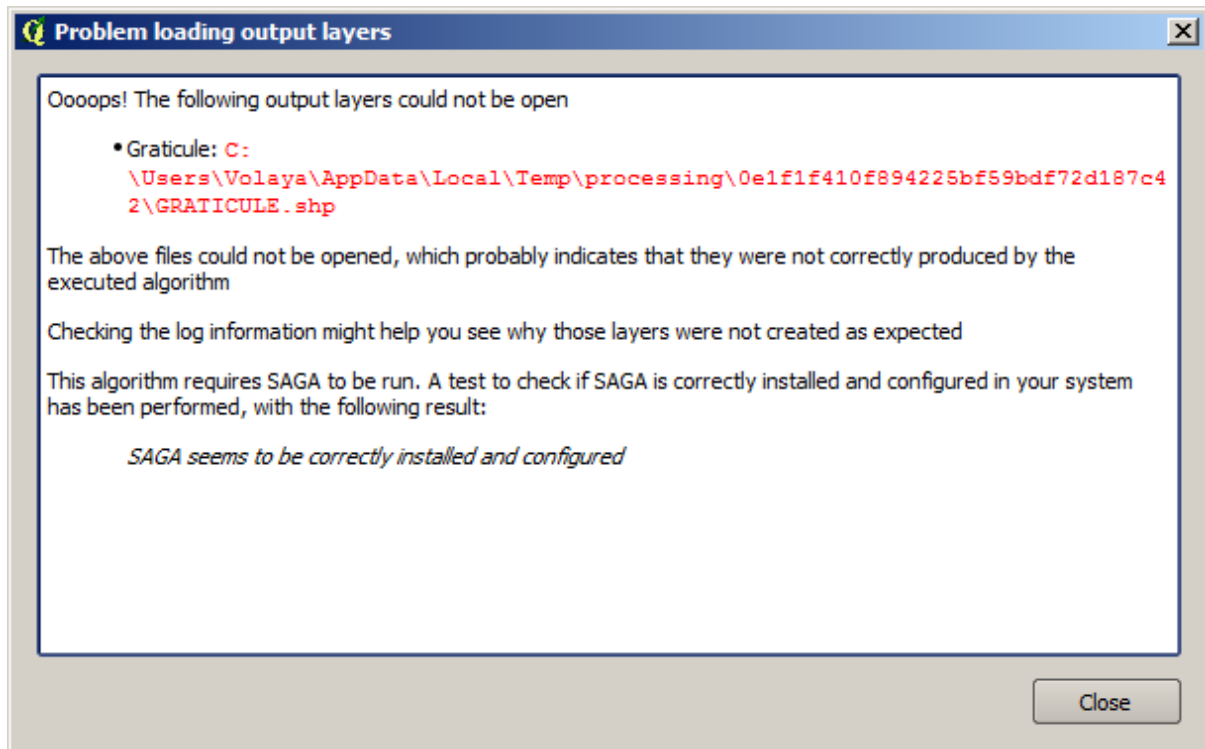 Problem loading output layers
Oooops! The following output layers could not be open
• Graticule: C:
\Users\Volaya\AppData\Local\Temp\processing\0e1f1f410f894225bf59bdf72d187c4
2\GRATICULE.shp
The above files could not be opened, which probably indicates that they were not correctly produced by the
executed algorithm
Checking the log information might help you see why those layers were not created as expected
This algorithm requires SAGA to be run. A test to check if SAGA is correctly installed and configured in your system
has been performed, with the following result:
SAGA seems to be correctly installed and configured
Close